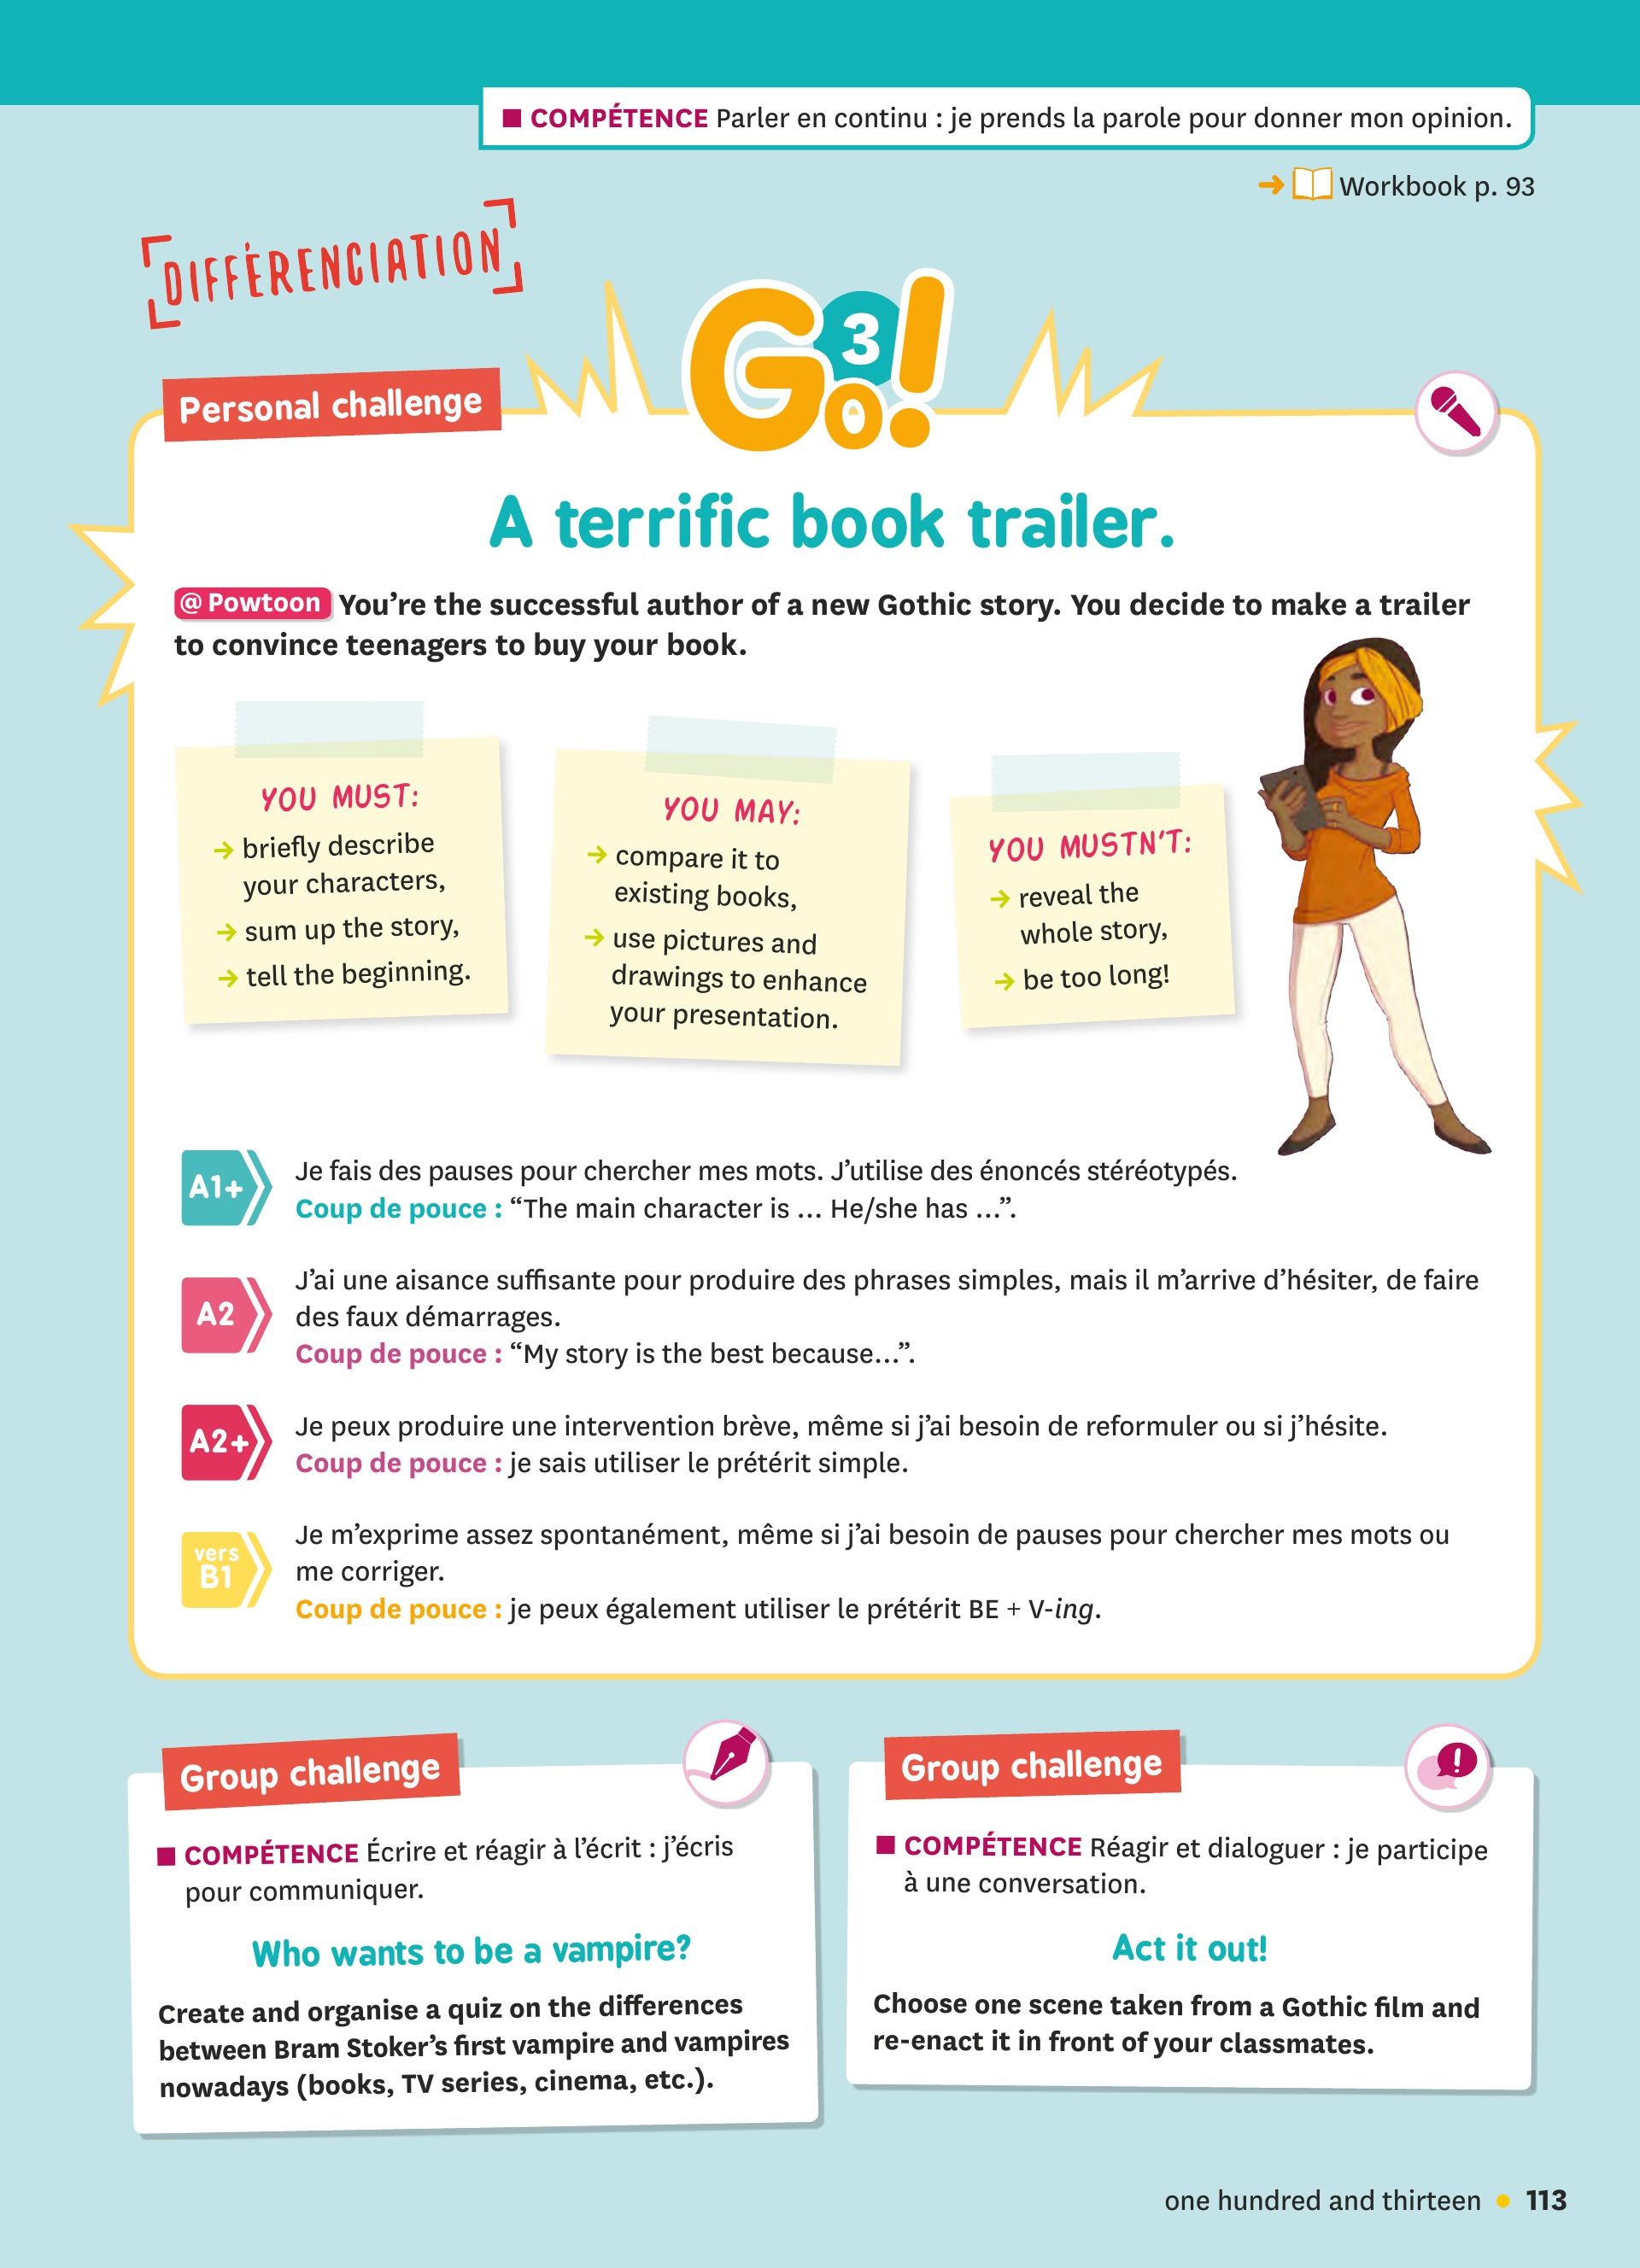 ■ COMPÉTENCE Parler en continu : je prends la parole pour donner mon opinion.
➜ Workbook p. 93
DIFFÉRENCIATION
Go! 3
Personal challenge
A terrific book trailer.
@ Powtoon You’re the successful author of a new Gothic story. You decide to make a trailer
to convince teenagers to buy your book.
YOU MUST:
→ briefly describe
your characters,
→ sum up the story,
→ tell the beginning.
YOU MAY:
→ compare it to
existing books,
→ use pictures and
drawings to enhance
your presentation.
YOU MUSTN’T:
→ reveal the
whole story,
→ be too long!
A1+
Je fais des pauses pour chercher mes mots. J’utilise des énoncés stéréotypés.
Coup de pouce : “The main character is ... He/she has ...”.
A2
J’ai une aisance suffisante pour produire des phrases simples, mais il m’arrive d’hésiter, de faire
des faux démarrages.
Coup de pouce : “My story is the best because...”.
A2+
Je peux produire une intervention brève, même si j’ai besoin de reformuler ou si j’hésite.
Coup de pouce : je sais utiliser le prétérit simple.
vers
B1
Je m’exprime assez spontanément, même si j’ai besoin de pauses pour chercher mes mots ou
me corriger.
Coup de pouce : je peux également utiliser le prétérit BE + V-ing.
Group challenge
■ COMPÉTENCE Écrire et réagir à l’écrit : j’écris
pour communiquer.
Who wants to be a vampire?
Create and organise a quiz on the differences
between Bram Stoker’s first vampire and vampires
nowadays (books, TV series, cinema, etc.).
Group challenge
!
■ COMPÉTENCE Réagir et dialoguer : je participe
à une conversation.
Act it out!
Choose one scene taken from a Gothic film and
re-enact it in front of your classmates.
one hundred and thirteen • 113